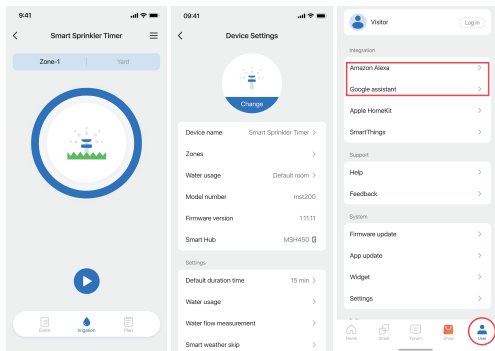 9:41
Smart Sprinkler Timer
Zone-1
Yard
Event
Irrigation
Plan
09:41
Device Settings
Change
Device name Smart Sprinkler Timer
Zones
Water usage Default room
Model number mst200
Firmware version 1.11.11
Smart Hub MSH450
Settings
Default duration time 15 min
Water usage
Water flow measurement
Smart weather skip
Visitor Log in
Integration
Amazon Alexa
Google assistant
Apple HomeKit
SmartThings
Support
Help
Feedback
System
Firmware update
App update
Widget
Settings
Home
Smart
Forum
Shop
User